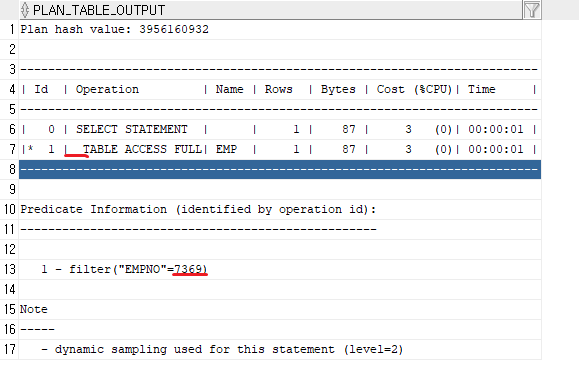 PLAN_TABLE_OUTPUT
1 Plan hash value: 3956160932
2
3 --------------------------------------------------------------------------
4 | Id  | Operation         | Name | Rows  | Bytes | Cost (%CPU)| Time     |
5 --------------------------------------------------------------------------
6 |   0 | SELECT STATEMENT  |      |     1 |    87 |     3   (0)| 00:00:01 |
7 |*  1 |  TABLE ACCESS FULL| EMP  |     1 |    87 |     3   (0)| 00:00:01 |
8 --------------------------------------------------------------------------
9
10 Predicate Information (identified by operation id):
11 ---------------------------------------------------
12
13    1 - filter("EMPNO"=7369)
14
15 Note
16 -----
17    - dynamic sampling used for this statement (level=2)